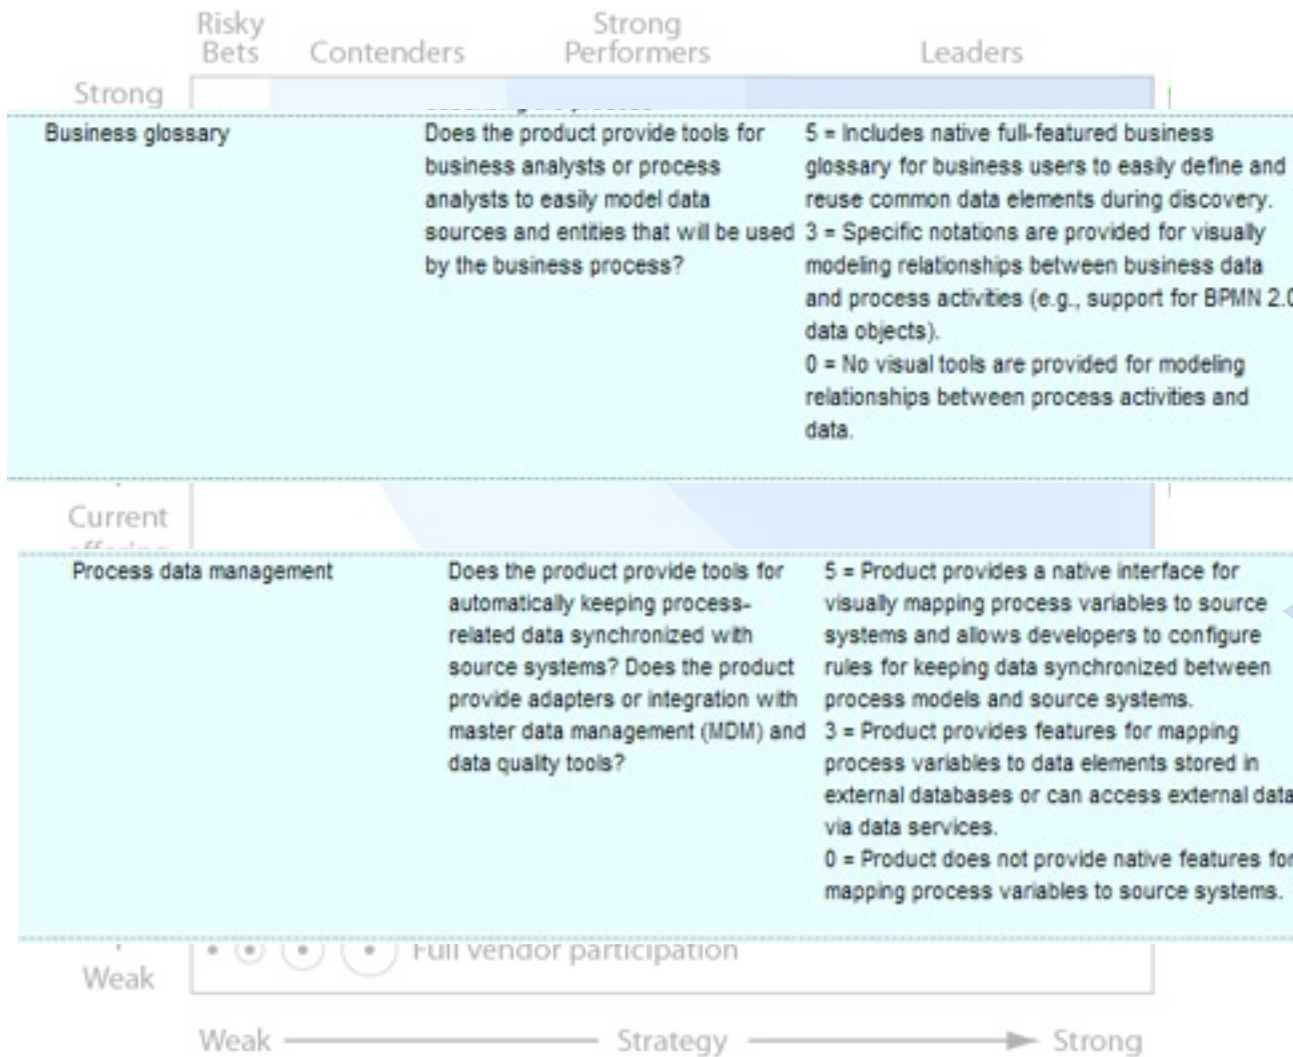 Risky
Bets
Contenders
Strong
Performers
Leaders
Strong
Business glossary
Does the product provide tools for
business analysts or process
analysts to easily model data
sources and entities that will be used
by the business process?
5 = Includes native full-featured business
glossary for business users to easily define and
reuse common data elements during discovery.
3 = Specific notations are provided for visually
modeling relationships between business data
and process activities (e.g., support for BPMN 2.0
data objects).
0 = No visual tools are provided for modeling
relationships between process activities and
data.
Current
offering
Process data management
Does the product provide tools for
automatically keeping process-
related data synchronized with
source systems? Does the product
provide adapters or integration with
master data management (MDM) and
data quality tools?
5 = Product provides a native interface for
visually mapping process variables to source
systems and allows developers to configure
rules for keeping data synchronized between
process models and source systems.
3 = Product provides features for mapping
process variables to data elements stored in
external databases or can access external data
via data services.
0 = Product does not provide native features for
mapping process variables to source systems.
Full vendor participation
Weak
Weak
Strategy
Strong